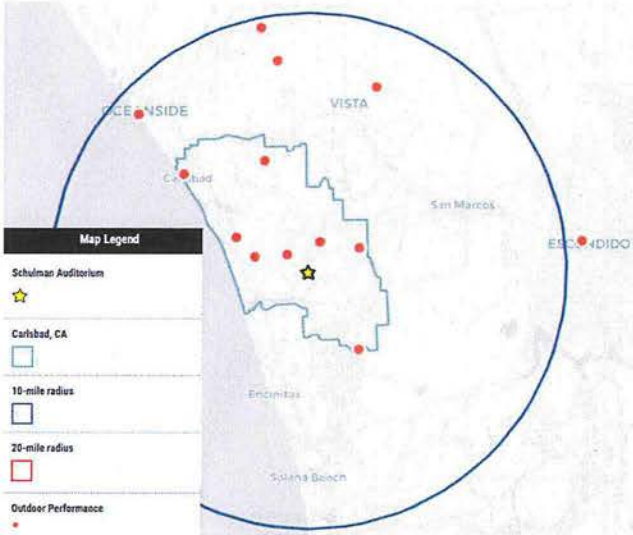 OCEANSIDE
VISTA
Carlsbad
San Marcos
ESCONDIDO
Map Legend
Schulman Auditorium
Carlsbad, CA
10-mile radius
Encinitas
20-mile radius
Solana Beach
Outdoor Performance